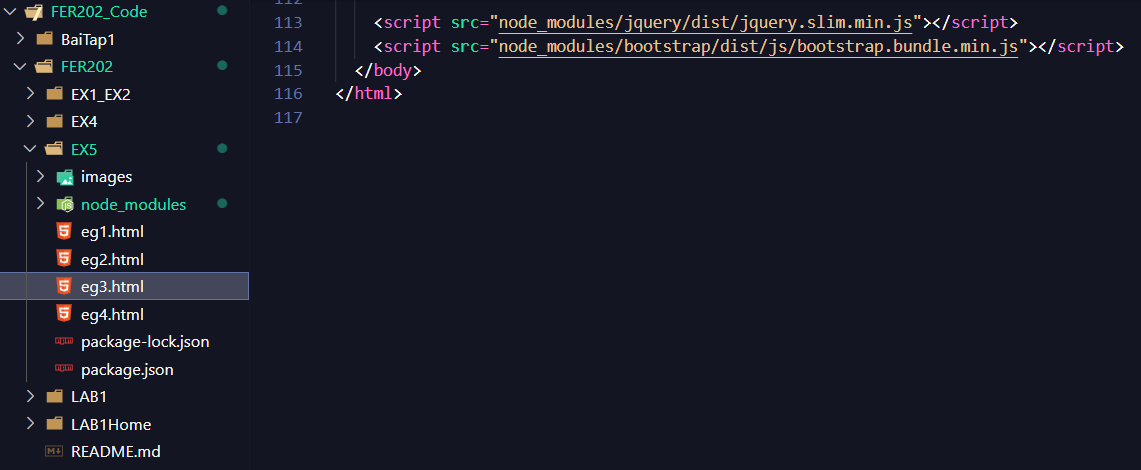 FER202_Code
BaiTap1
FER202
EX1_EX2
EX4
EX5
images
node_modules
eg1.html
eg2.html
eg3.html
eg4.html
package-lock.json
package.json
LAB1
LAB1Home
README.md
112
113 <script src="node_modules/jquery/dist/jquery.slim.min.js"></script>
114 <script src="node_modules/bootstrap/dist/js/bootstrap.bundle.min.js"></script>
115 </body>
116 </html>
117